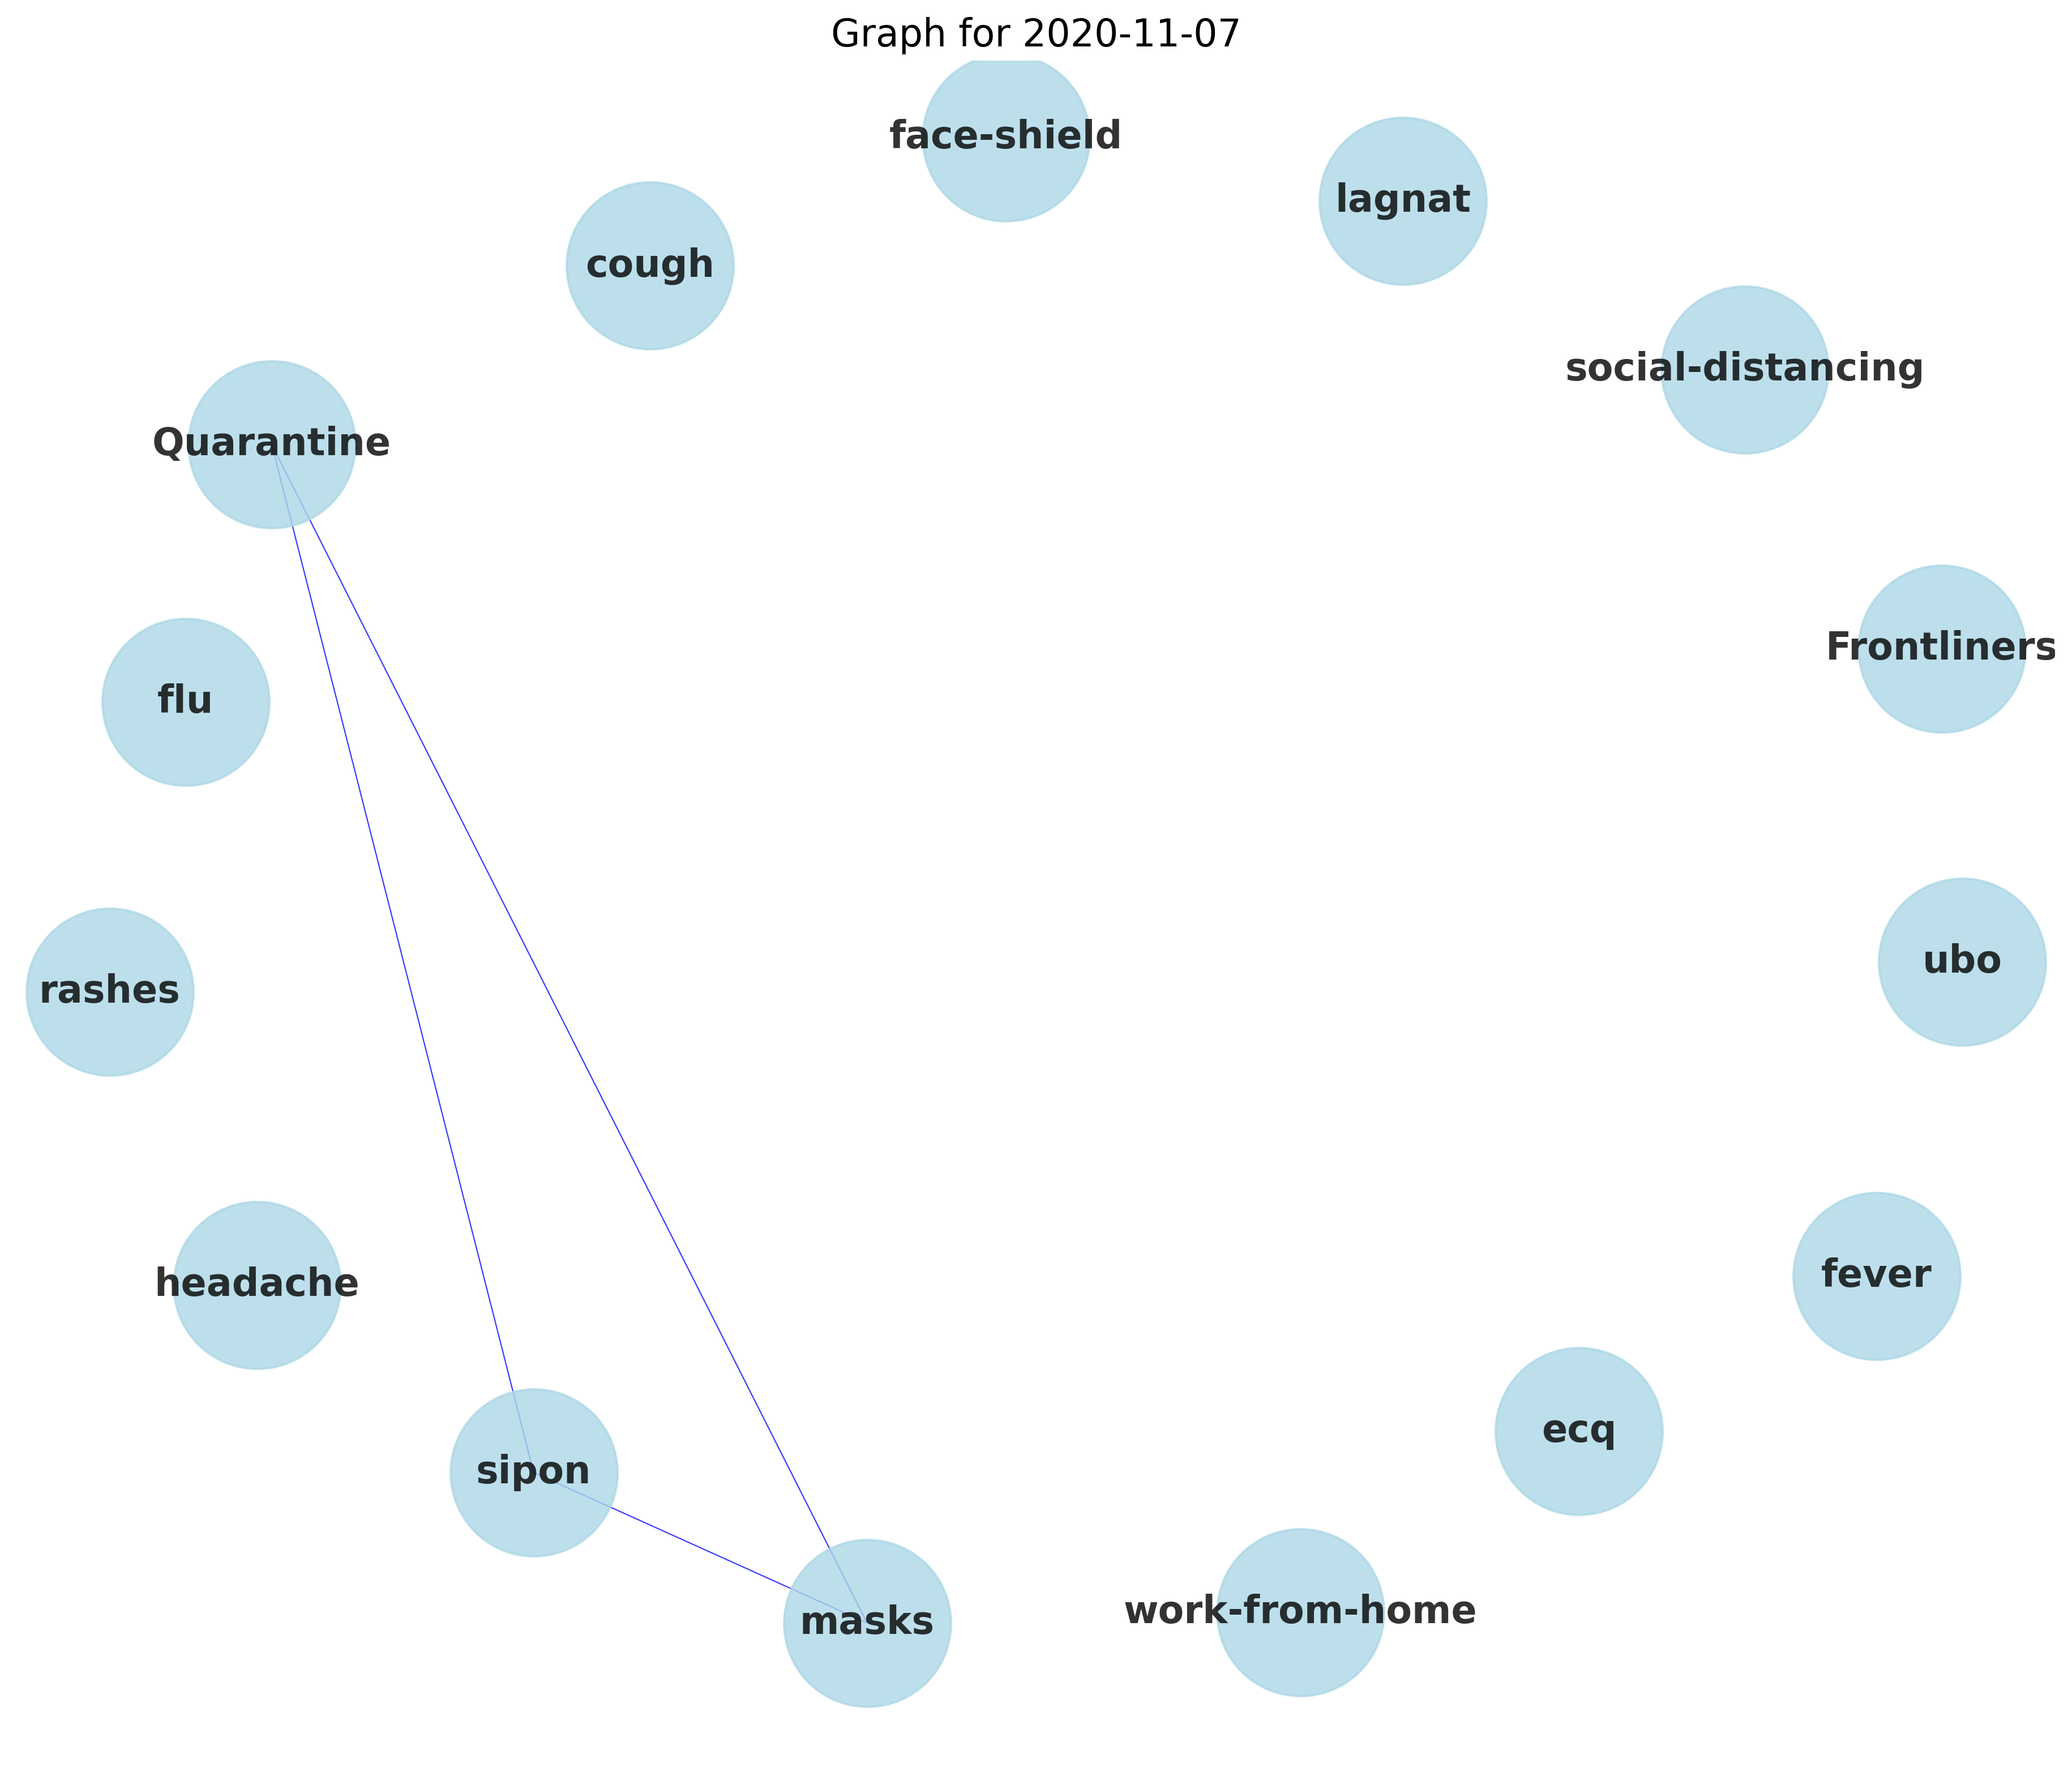 Graph for 2020-11-07
face-shield
lagnat
cough
social-distancing
Quarantine
Frontliners
flu
ubo
rashes
fever
headache
ecq
sipon
work-from-home
masks